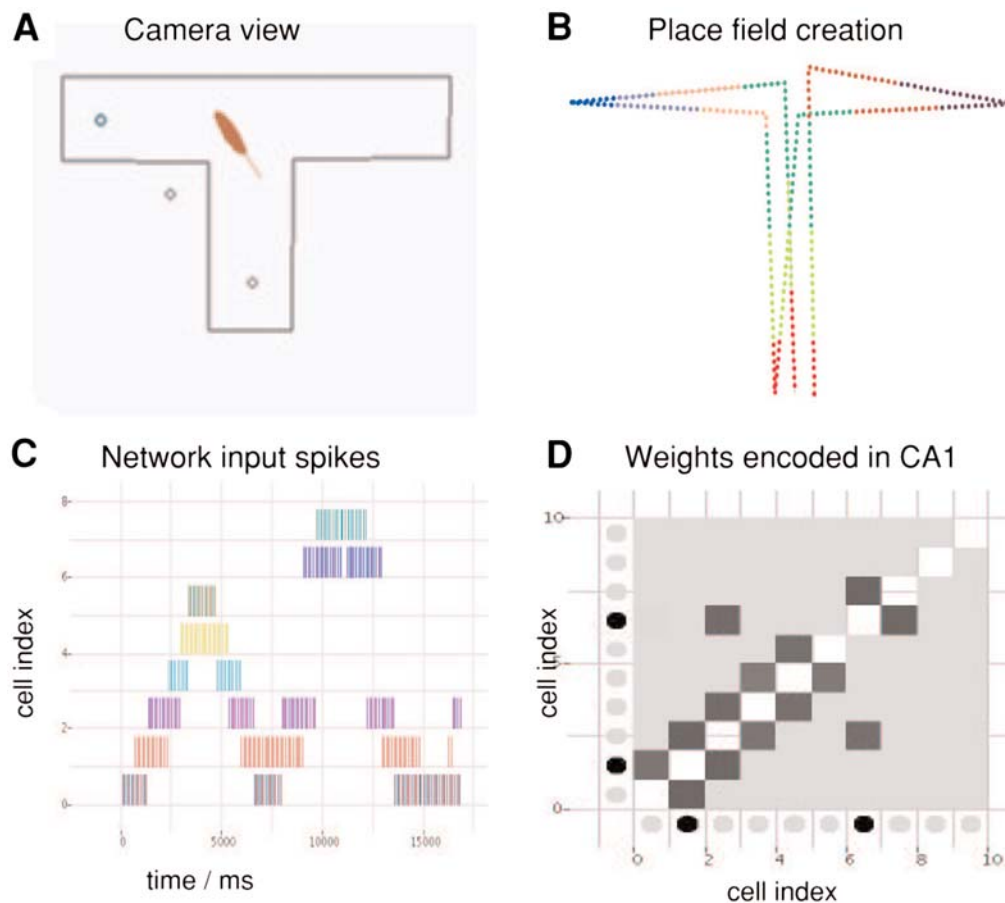 A Camera view
B Place field creation
C Network input spikes
8
6
4
2
0
cell index
0 5000 10000 15000
time / ms
D Weights encoded in CA1
10
5
0
cell index
0 2 4 6 8 10
cell index